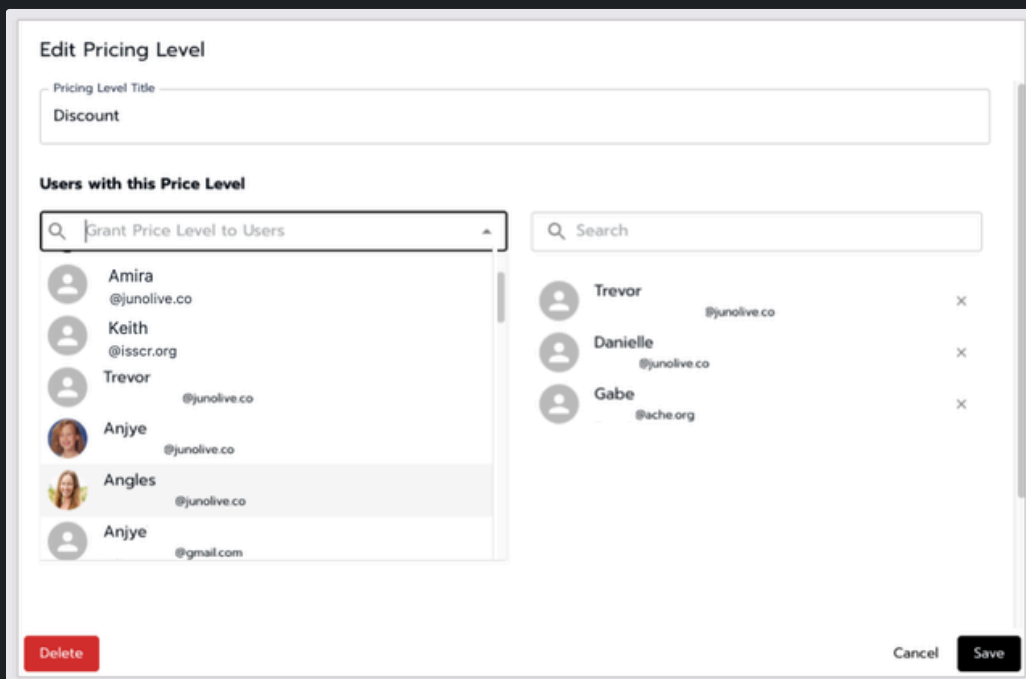 Edit Pricing Level
Pricing Level Title
Discount
Users with this Price Level
Grant Price Level to Users
Amira
@junolive.co
Keith
@isscr.org
Trevor
@junolive.co
Anjye
@junolive.co
Angles
@junolive.co
Anjye
@gmail.com
Search
Trevor
@junolive.co
Danielle
@junolive.co
Gabe
@ache.org
Delete
Cancel
Save